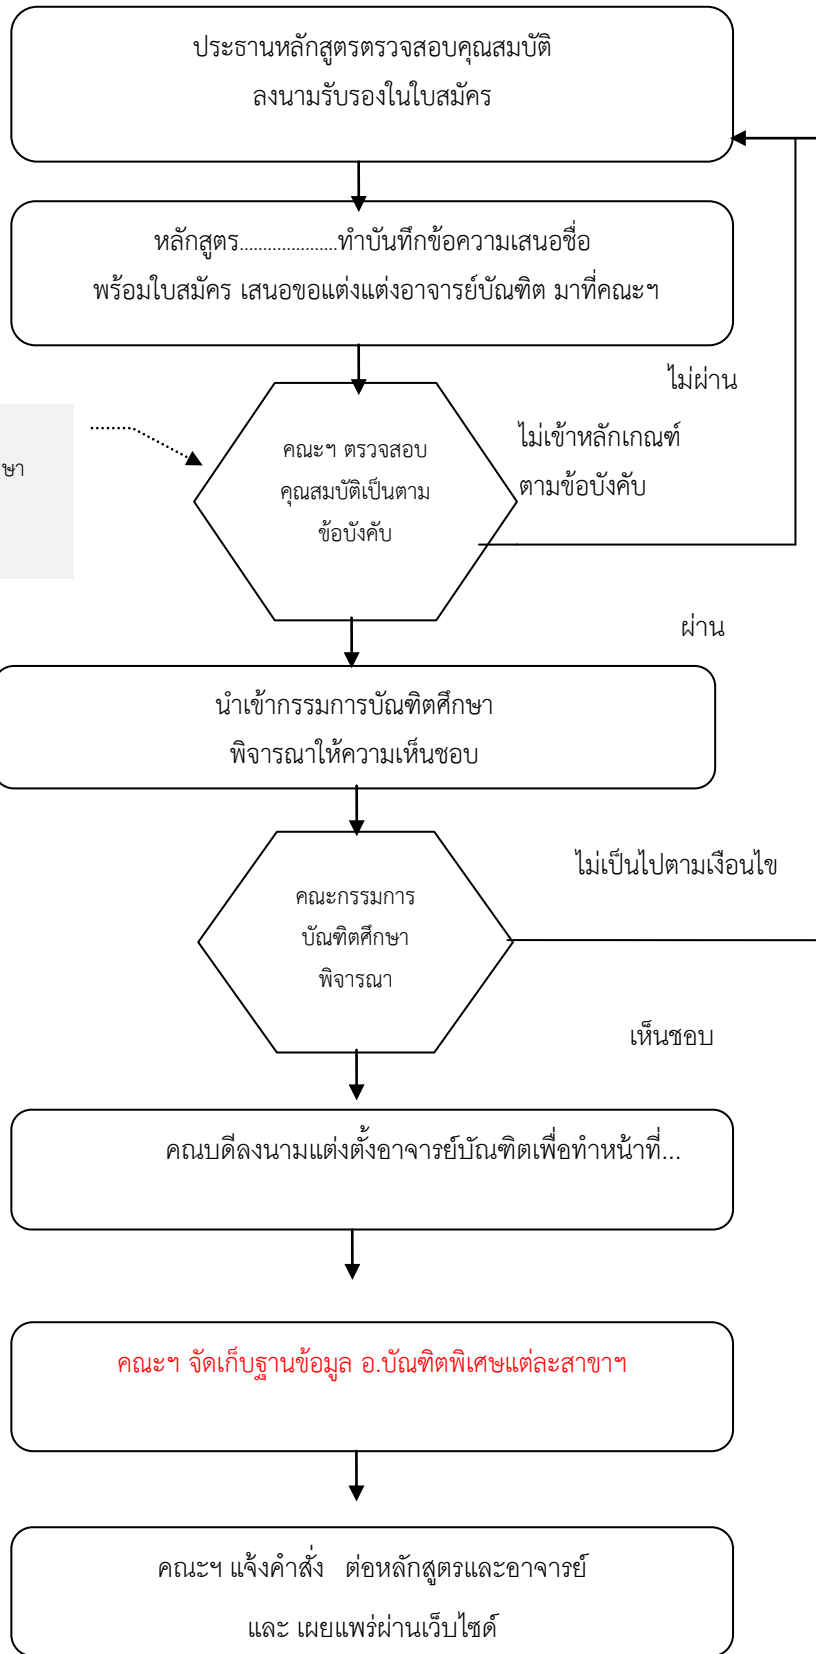 ประธานหลักสูตรตรวจสอบคุณสมบัติ
ลงนามรับรองในใบสมัคร
หลักสูตร.....................ทำบันทึกข้อความเสนอชื่อ
พร้อมใบสมัคร เสนอขอแต่งแต่งอาจารย์บัณฑิต มาที่คณะฯ
ไม่ผ่าน
ไม่เข้าหลักเกณฑ์
ตามข้อบังคับ
คณะฯ ตรวจสอบ
คุณสมบัติเป็นตาม
ข้อบังคับ
ษา
ผ่าน
นำเข้ากรรมการบัณฑิตศึกษา
พิจารณาให้ความเห็นชอบ
ไม่เป็นไปตามเงือนไข
คณะกรรมการ
บัณฑิตศึกษา
พิจารณา
เห็นชอบ
คณบดีลงนามแต่งตั้งอาจารย์บัณฑิตเพื่อทำหน้าที่...
คณะฯ จัดเก็บฐานข้อมูล อ.บัณฑิตพิเศษแต่ละสาขาฯ
คณะฯ แจ้งคำสั่ง ต่อหลักสูตรและอาจารย์
และ เผยแพร่ผ่านเว็บไซด์